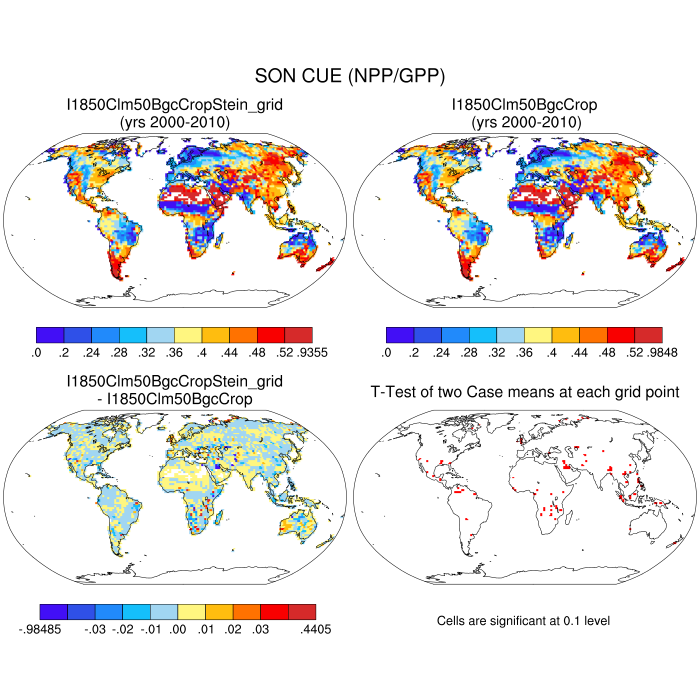 SON CUE (NPP/GPP)
I1850Clm50BgcCropStein_grid
(yrs 2000-2010)
I1850Clm50BgcCrop
(yrs 2000-2010)
.0 .2 .24 .28 .32 .36 .4 .44 .48 .52 .9355
.0 .2 .24 .28 .32 .36 .4 .44 .48 .52 .9848
I1850Clm50BgcCropStein_grid
- I1850Clm50BgcCrop
T-Test of two Case means at each grid point
-.98485 -.03 -.02 -.01 .00 .01 .02 .03 .4405
Cells are significant at 0.1 level